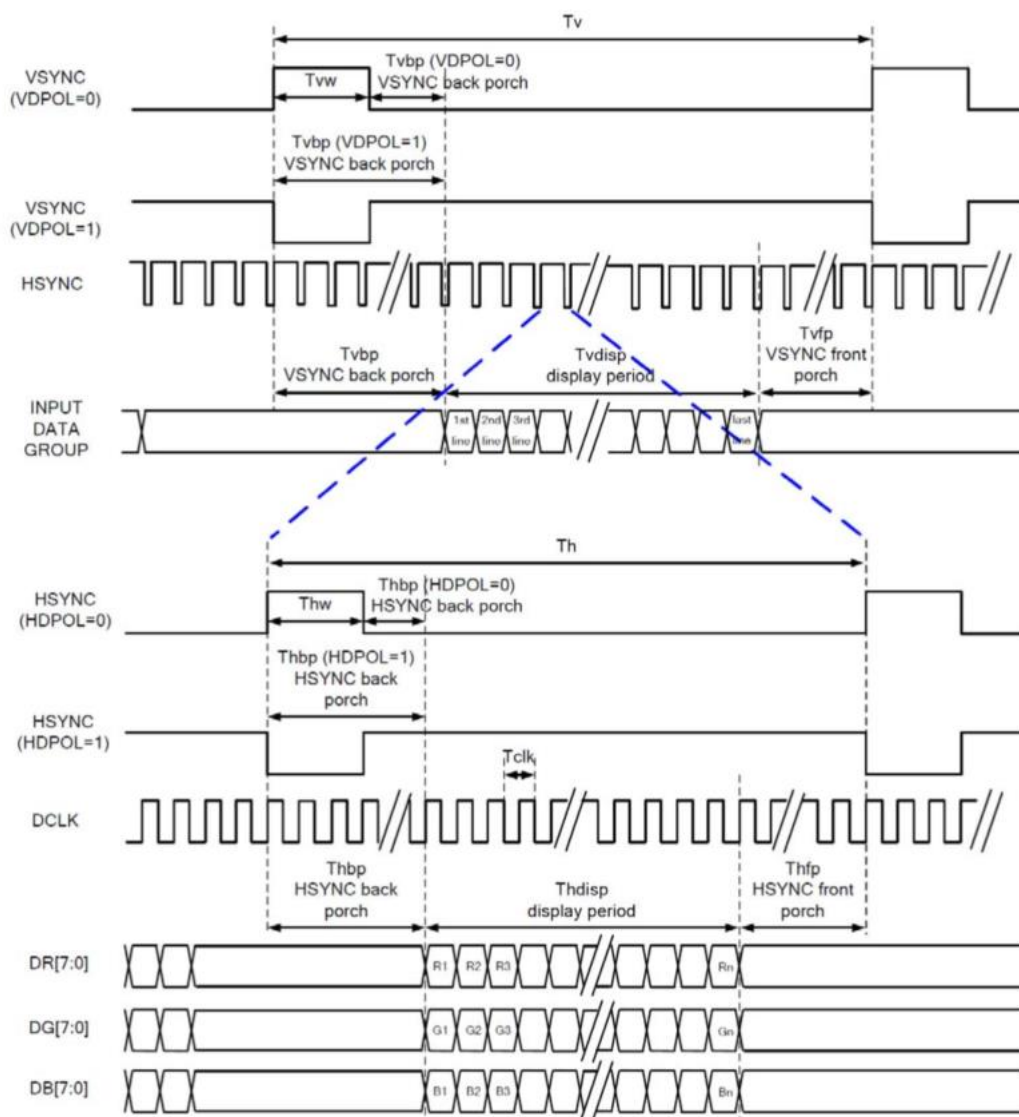 Tv
VSYNC
(VDPOL=0)
Tvw
Tvbp (VDPOL=0)
VSYNC back porch
Tvbp (VDPOL=1)
VSYNC back porch
VSYNC
(VDPOL=1)
HSYNC
Tvbp
VSYNC back porch
Tvdisp
display period
Tvfp
VSYNC front
porch
INPUT
DATA
GROUP
1st
line
2nd
line
3rd
line
last
line
Th
HSYNC
(HDPOL=0)
Thw
Thbp (HDPOL=0)
HSYNC back porch
Thbp (HDPOL=1)
HSYNC back
porch
HSYNC
(HDPOL=1)
Tclk
DCLK
Thbp
HSYNC back
porch
Thdisp
display period
Thfp
HSYNC front
porch
DR[7:0]
R1 R2 R3 Rn
DG[7:0]
G1 G2 G3 Gn
DB[7:0]
B1 B2 B3 Bn